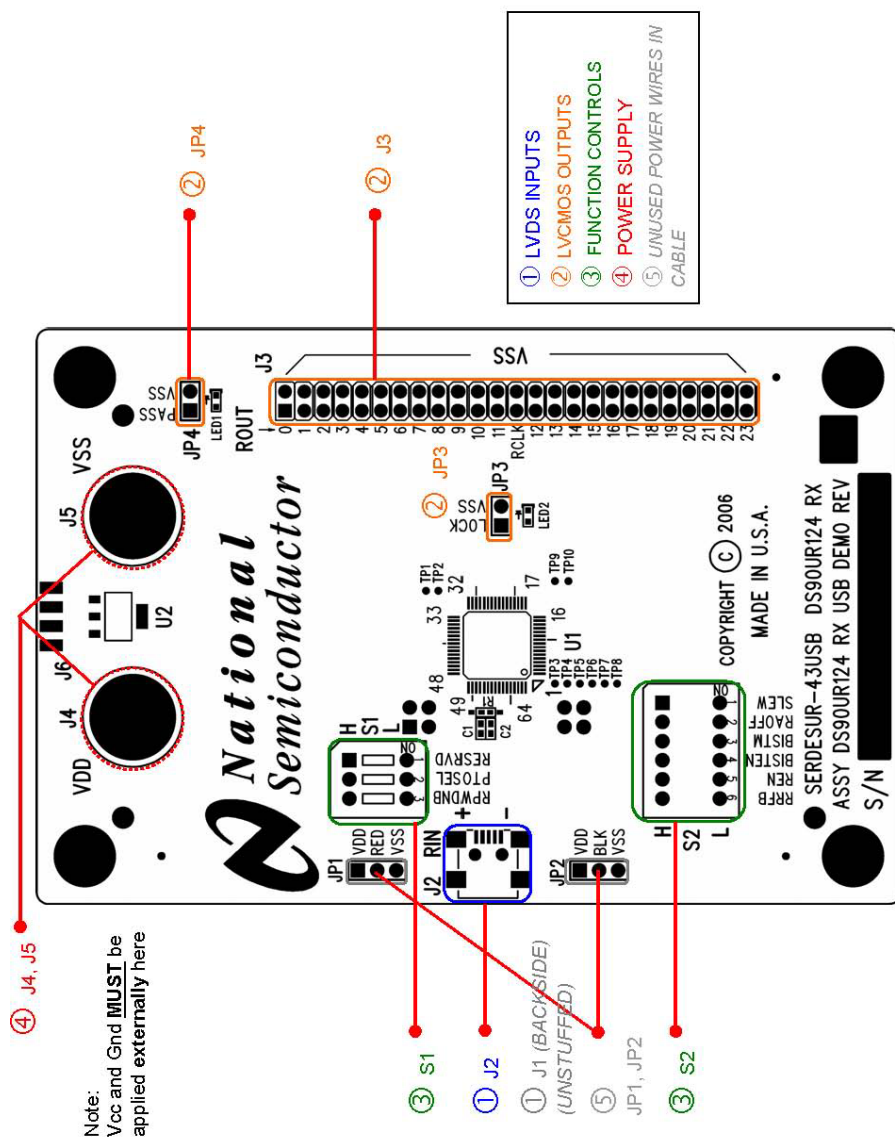 ④ J4, J5
Note:
Vcc and Gnd MUST be
applied externally here
③ S1
① J2
① J1 (BACKSIDE)
(UNSTUFFED)
⑤
JP1, JP2
③ S2
VDD
J4
J6
U2
J5
VSS
National
Semiconductor
JP4
PASS
VSS
LED1
② JP4
ROUT
J3
0
1
2
3
4
5
6
7
8
9
10
11
RCLK
12
13
14
15
16
17
18
19
20
21
22
23
VSS
② J3
② JP3
LOCK
VSS
JP3
LED2
TP1
TP2
33
32
48
17
49
16
64
1
U1
R1
C1
C2
TP3
TP4
TP5
TP6
TP7
TP8
TP9
TP10
H
S1
L
ON
1
2
3
RESRVD
PTOSEL
RPWDNB
JP1
VDD
RED
VSS
J2
RIN
+
-
JP2
VDD
BLK
VSS
H
S2
L
ON
1
2
3
4
5
6
SLEW
RAOFF
BISTM
BISTEN
REN
RRFB
COPYRIGHT © 2006
MADE IN U.S.A.
SERDESUR-43USB DS90UR124 RX
ASSY DS90UR124 RX USB DEMO REV
S/N
① LVDS INPUTS
② LVCMOS OUTPUTS
③ FUNCTION CONTROLS
④ POWER SUPPLY
⑤ UNUSED POWER WIRES IN
CABLE